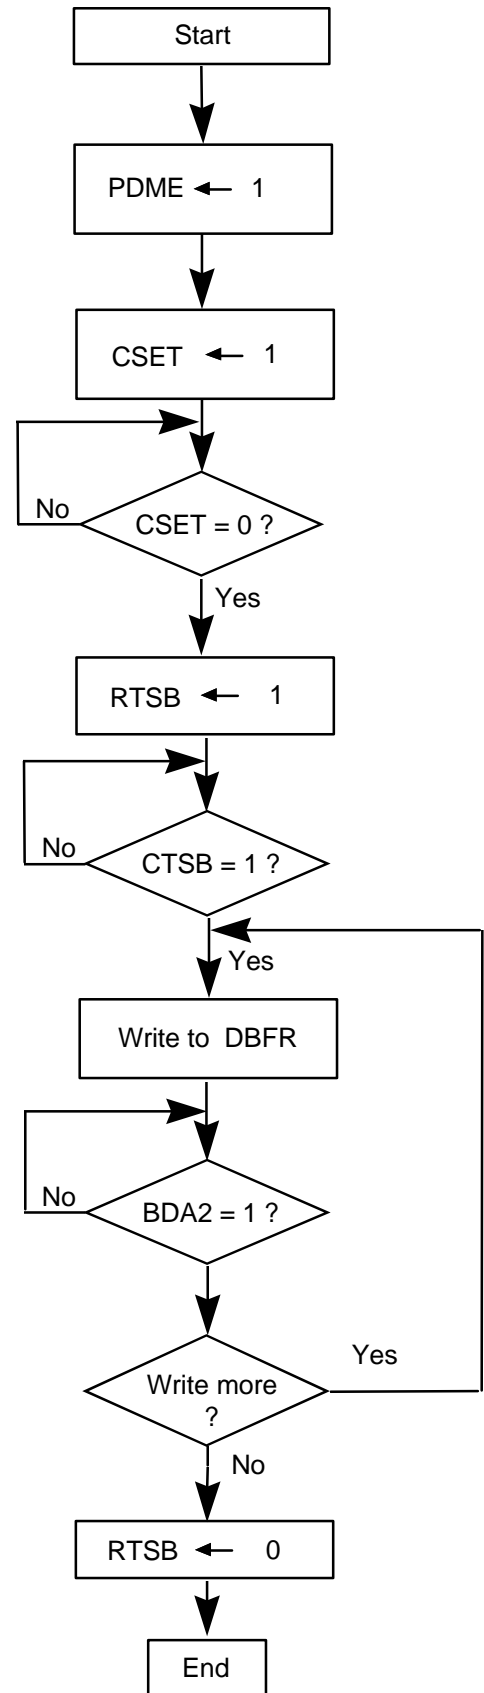 Start
PDME ← 1
CSET ← 1
No
CSET = 0 ?
Yes
RTSB ← 1
No
CTSB = 1 ?
Yes
Write to DBFR
No
BDA2 = 1 ?
Yes
Write more
?
No
RTSB ← 0
End